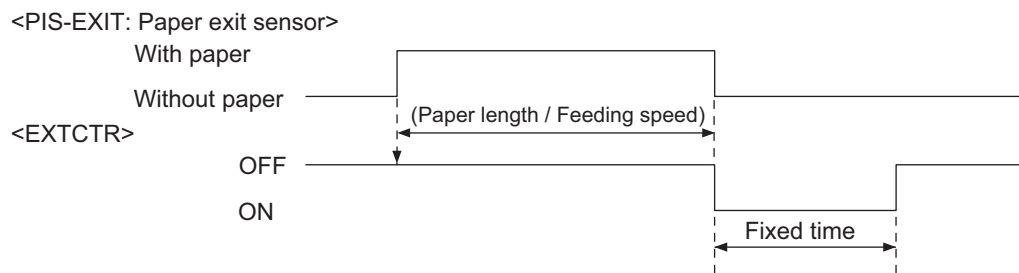 <PIS-EXIT: Paper exit sensor>
With paper
Without paper
(Paper length / Feeding speed)
<EXTCTR>
OFF
ON
Fixed time